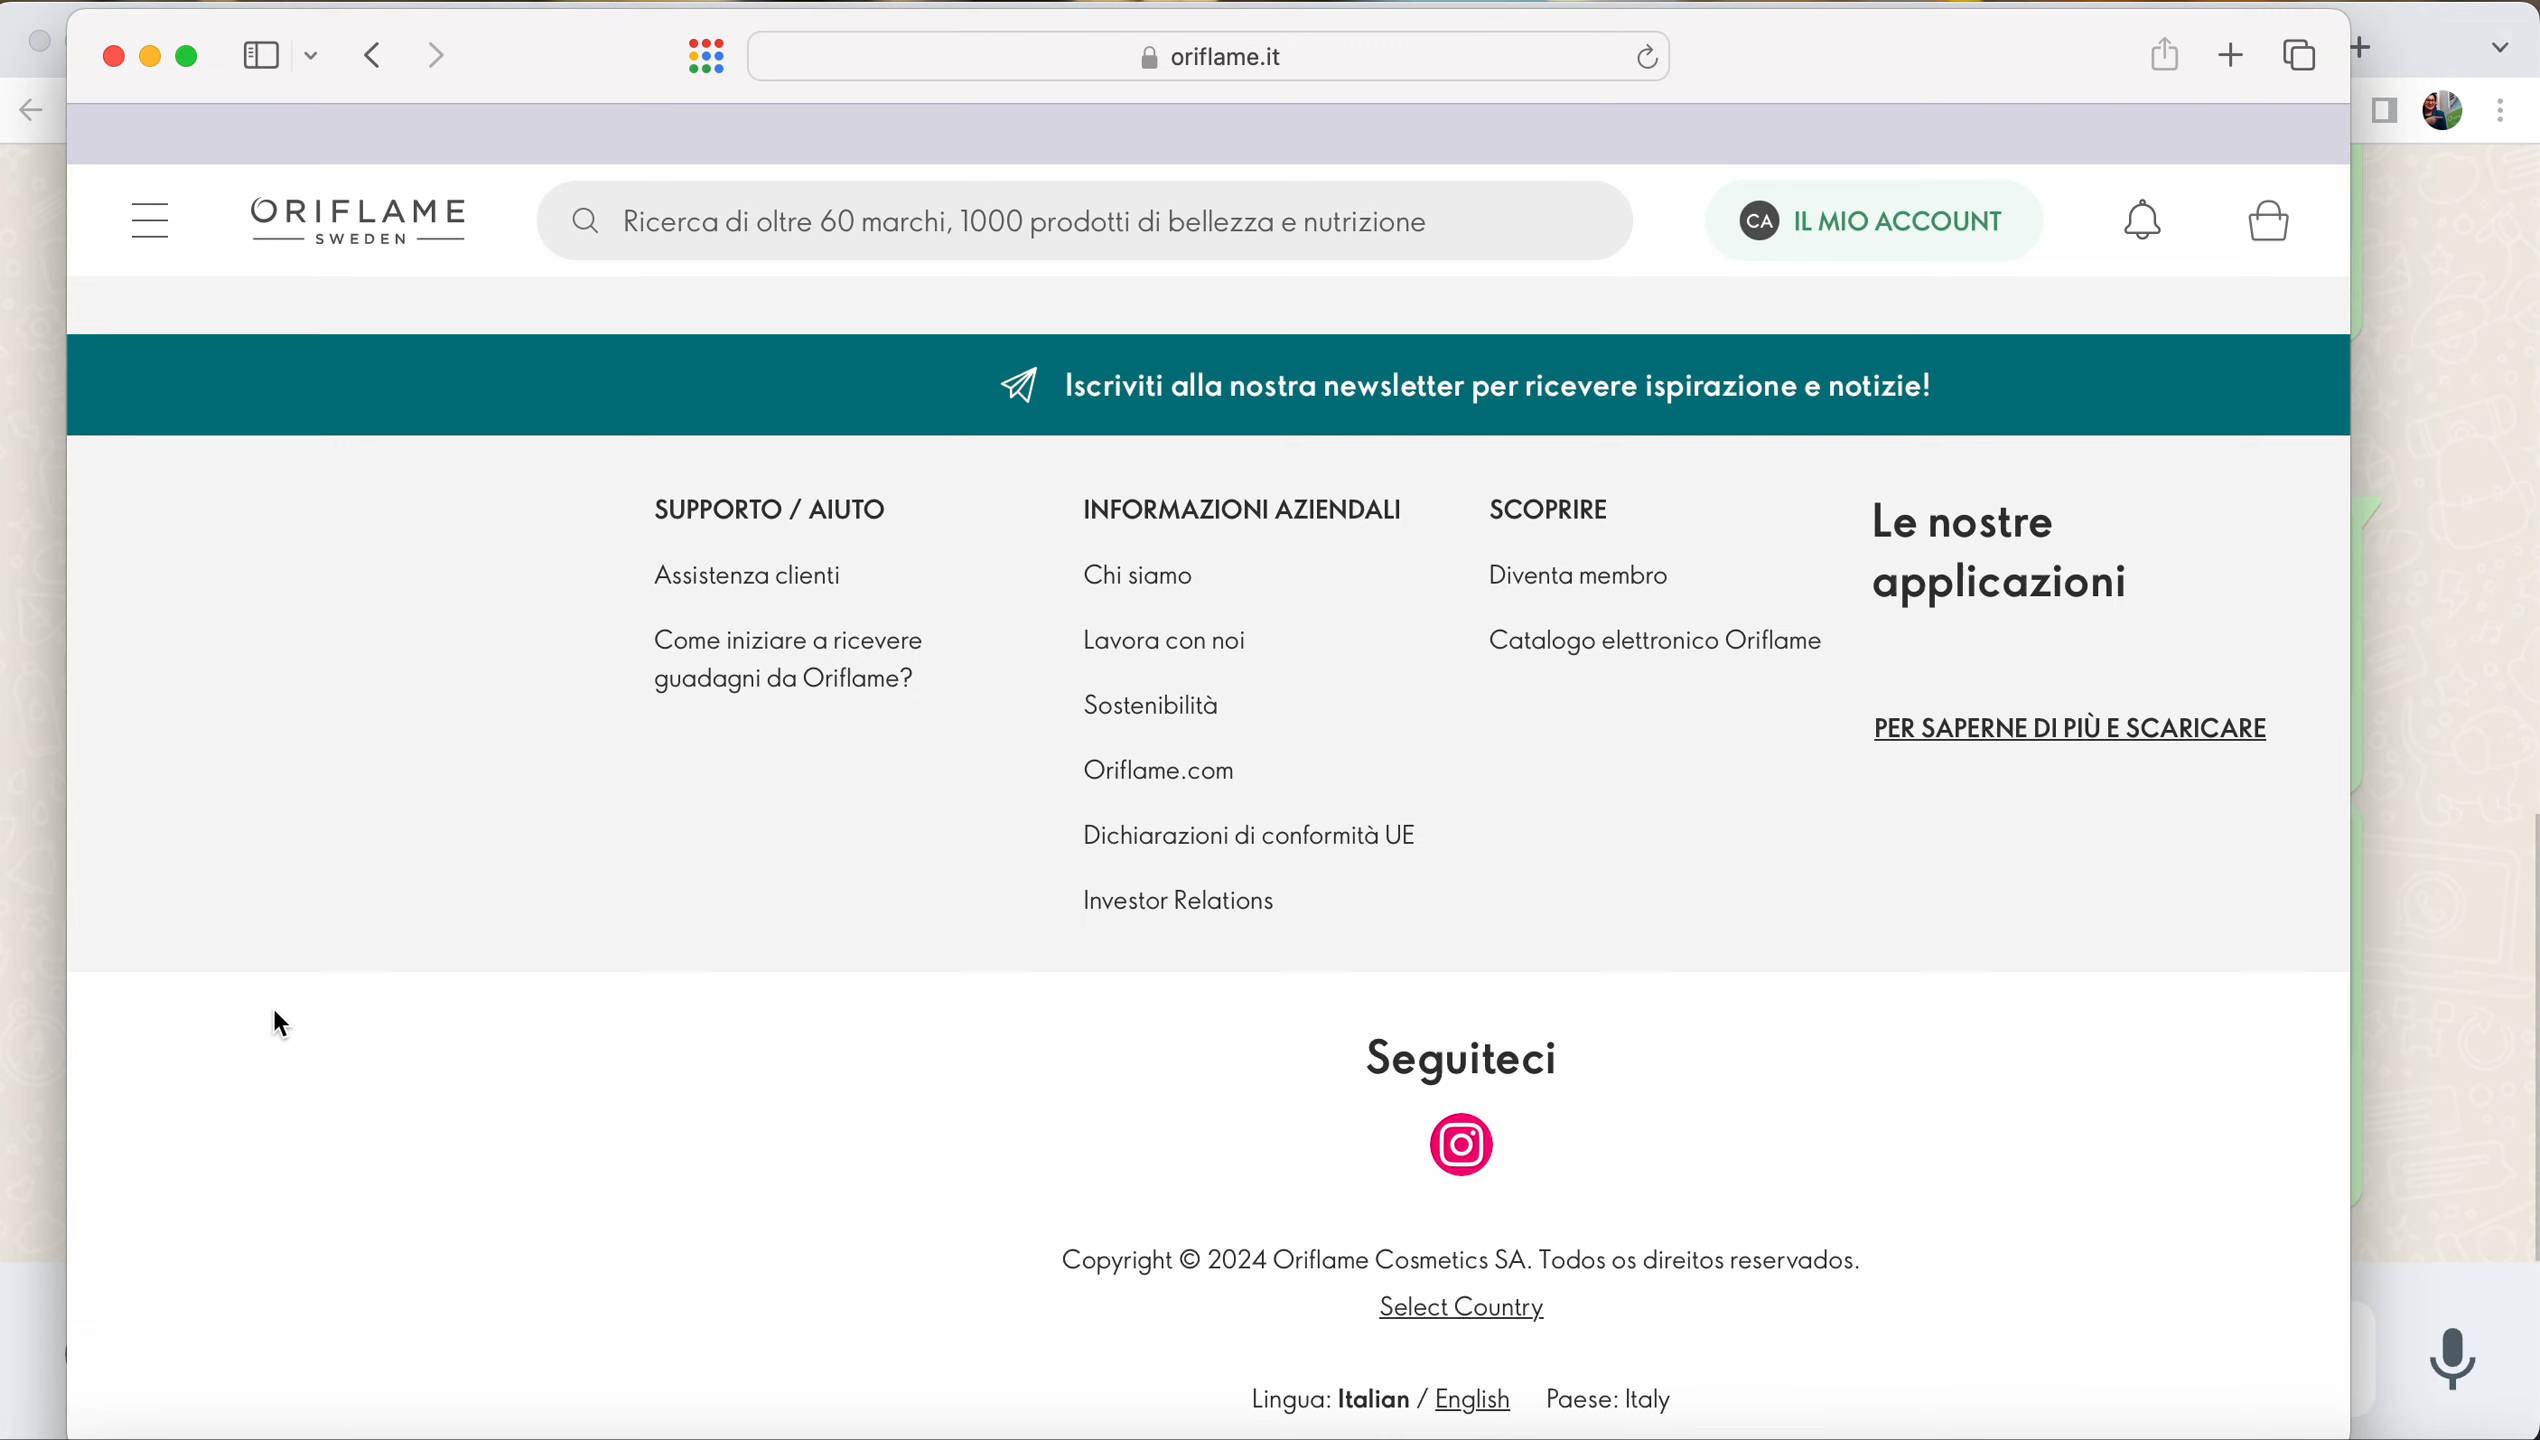 oriflame.it
ORIFLAME
SWEDEN
Ricerca di oltre 60 marchi, 1000 prodotti di bellezza e nutrizione
CA IL MIO ACCOUNT
Iscriviti alla nostra newsletter per ricevere ispirazione e notizie!
SUPPORTO / AIUTO
Assistenza clienti
Come iniziare a ricevere
guadagni da Oriflame?
INFORMAZIONI AZIENDALI
Chi siamo
Lavora con noi
Sostenibilità
Oriflame.com
Dichiarazioni di conformità UE
Investor Relations
SCOPRIRE
Diventa membro
Catalogo elettronico Oriflame
Le nostre
applicazioni
PER SAPERNE DI PIÙ E SCARICARE
Seguiteci
Copyright © 2024 Oriflame Cosmetics SA. Todos os direitos reservados.
Select Country
Lingua: Italian / English Paese: Italy